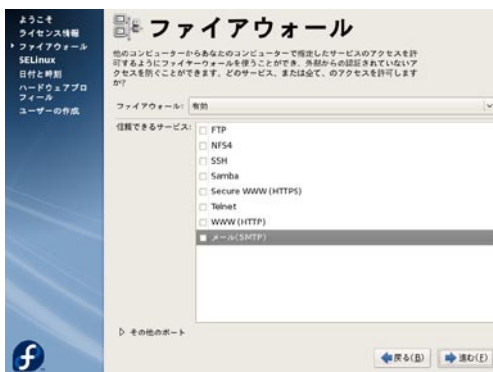 ようこそ
ライセンス情報
ファイアウォール
SELinux
日付と時刻
ハードウェアプロ
フィール
ユーザーの作成
ファイアウォール
他のコンピューターからあなたのコンピューターで指定したサービスのアクセスを許
可するようにファイヤーウォールを使うことができ、外部からの認証されていないア
クセスを防ぐことができます。どのサービス、または全て、のアクセスを許可します
か?
ファイアウォール: 有効
信頼できるサービス:
FTP
NFS4
SSH
Samba
Secure WWW (HTTPS)
Telnet
WWW (HTTP)
メール(SMTP)
その他のポート
戻る(B)
進む(F)